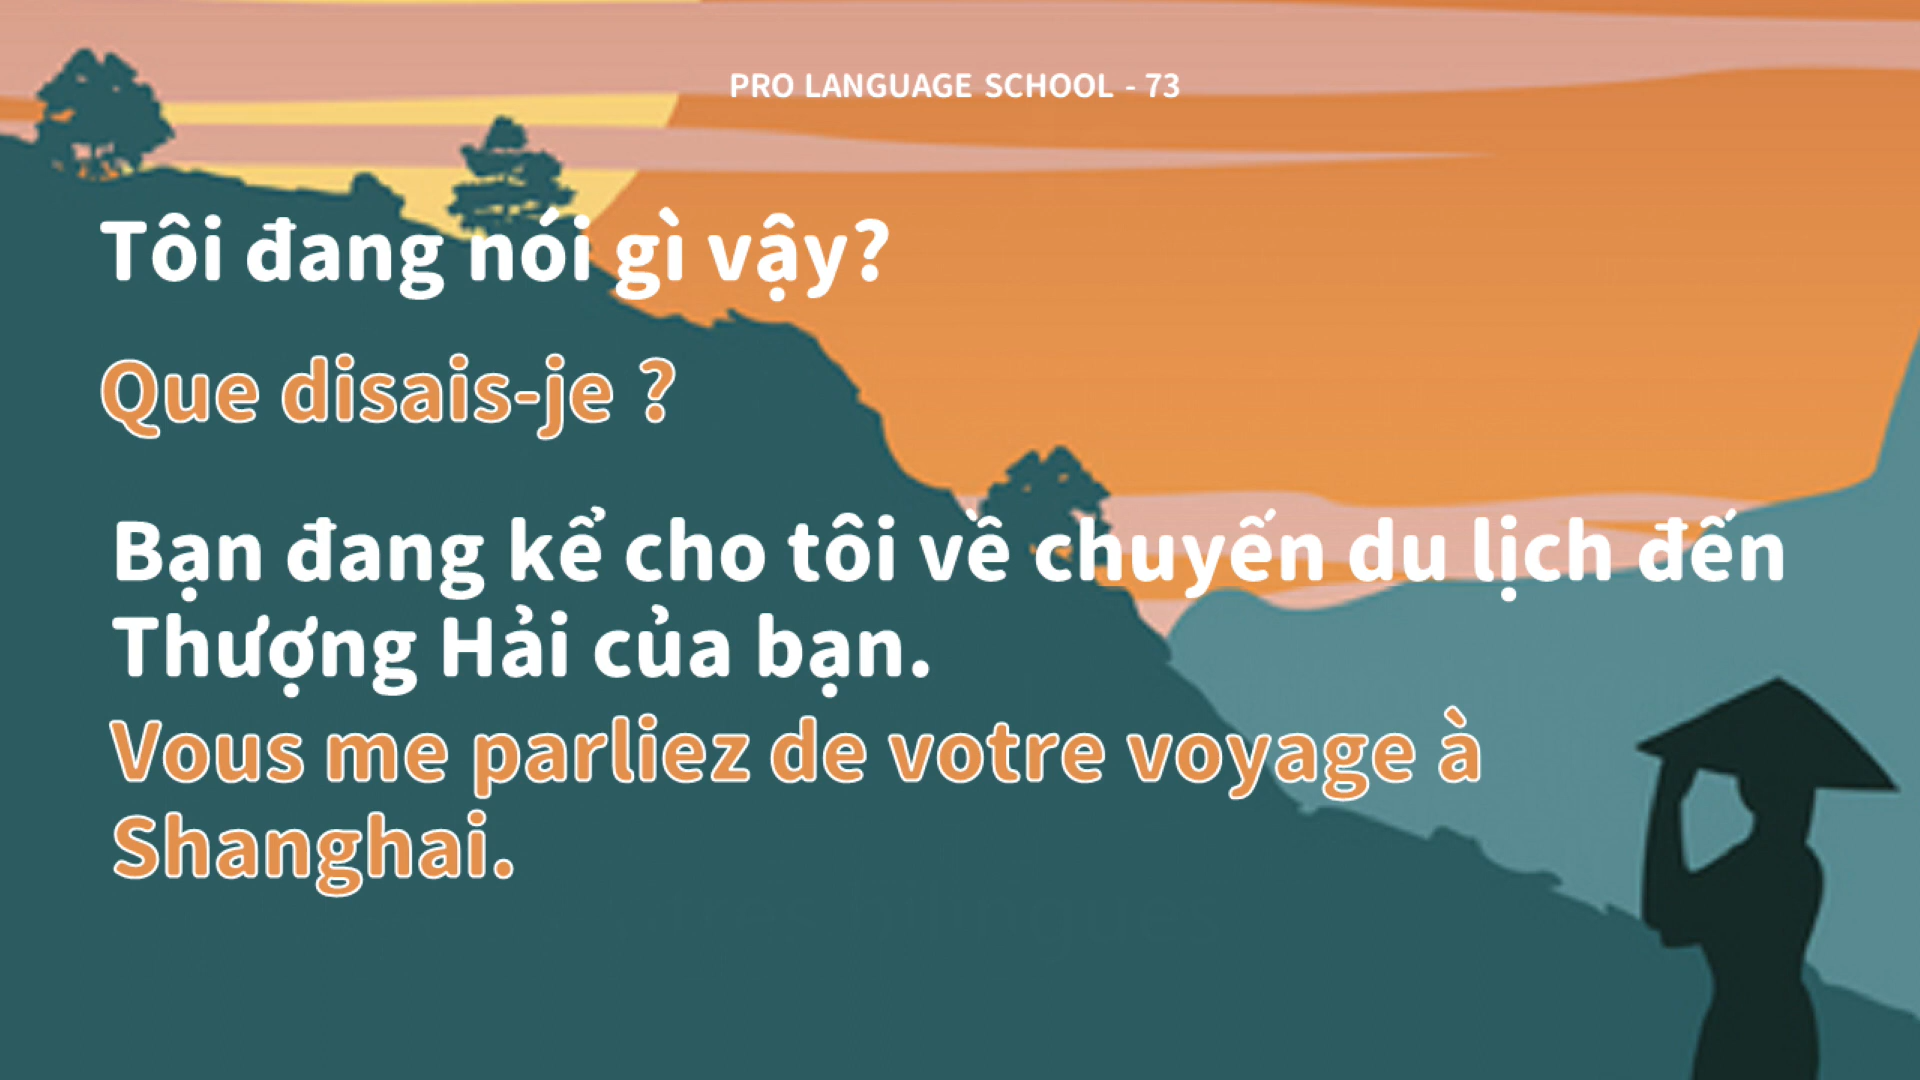 PRO LANGUAGE SCHOOL - 73
Tôi đang nói gì vậy?
Que disais-je ?
Bạn đang kể cho tôi về chuyến du lịch đến
Thượng Hải của bạn.
Vous me parliez de votre voyage à
Shanghai.